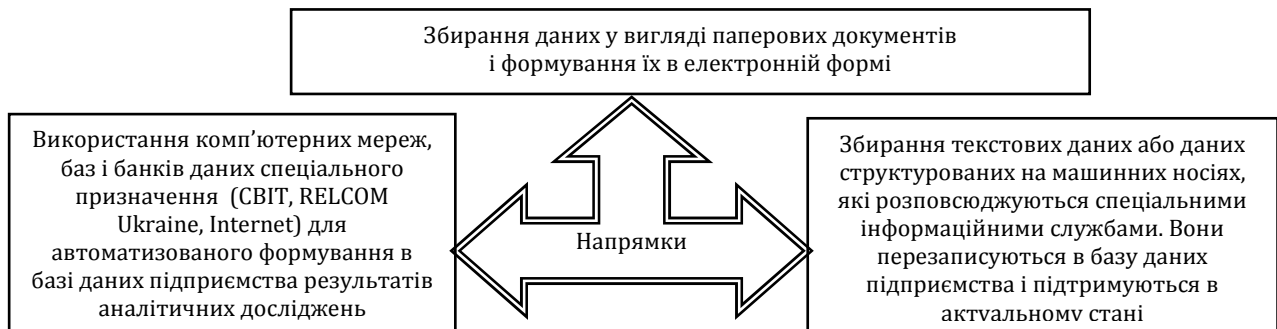 Збирання даних у вигляді паперових документів
і формування їх в електронній формі
Використання комп’ютерних мереж,
баз і банків даних спеціального
призначення (СВІТ, RELCOM
Ukraine, Internet) для
автоматизованого формування в
базі даних підприємства результатів
аналітичних досліджень
Напрямки
Збирання текстових даних або даних
структурованих на машинних носіях,
які розповсюджуються спеціальними
інформаційними службами. Вони
перезаписуються в базу даних
підприємства і підтримуються в
актуальному стані